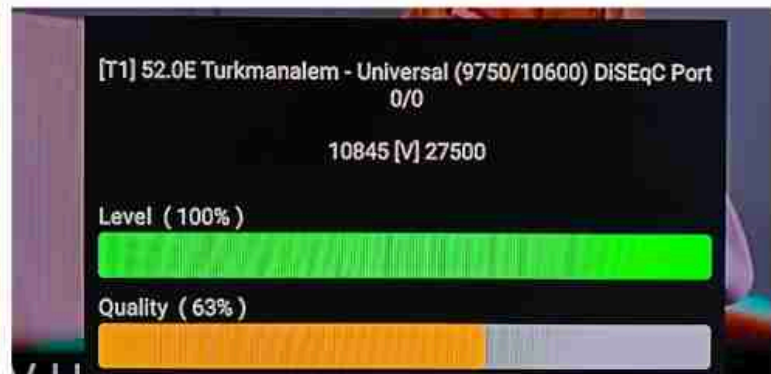 [T1] 52.0E Turkmanalem - Universal (9750/10600) DiSEqC Port
0/0
10845 [V] 27500
Level ( 100% )
Quality ( 63% )